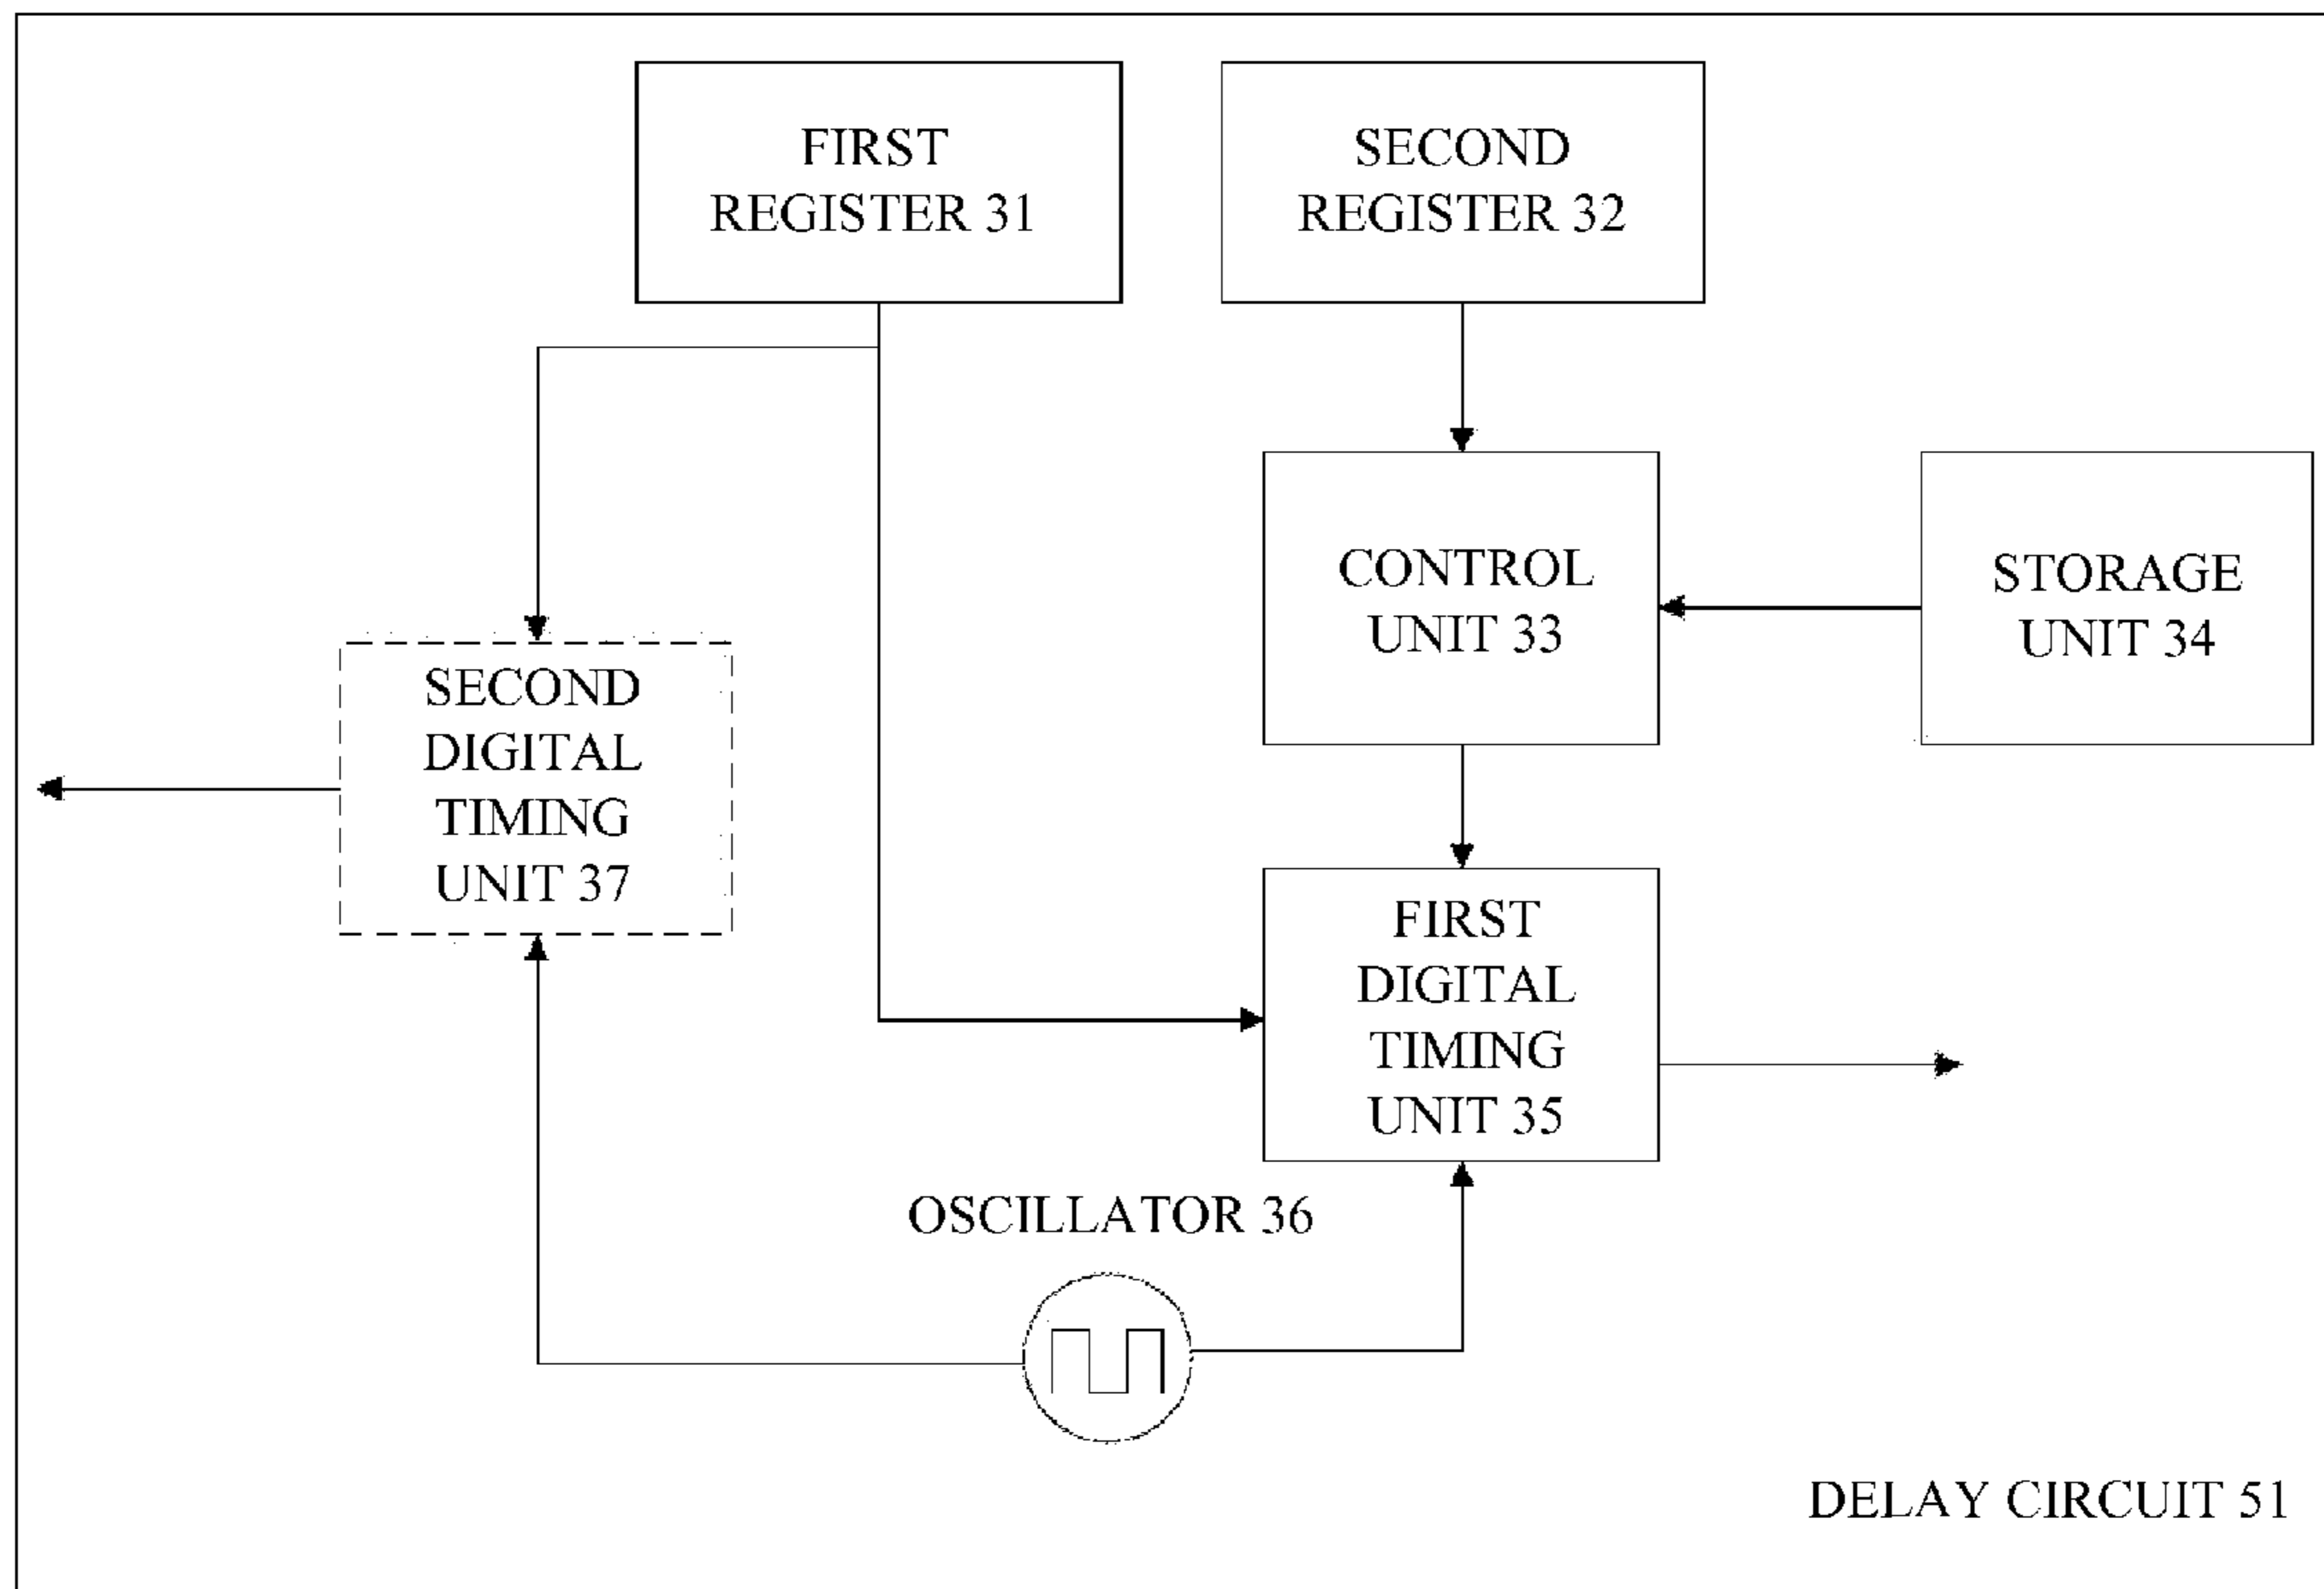 FIRST
REGISTER 31
SECOND
REGISTER 32
CONTROL
UNIT 33
STORAGE
UNIT 34
SECOND
DIGITAL
TIMING
UNIT 37
FIRST
DIGITAL
TIMING
UNIT 35
OSCILLATOR 36
DELAY CIRCUIT 51